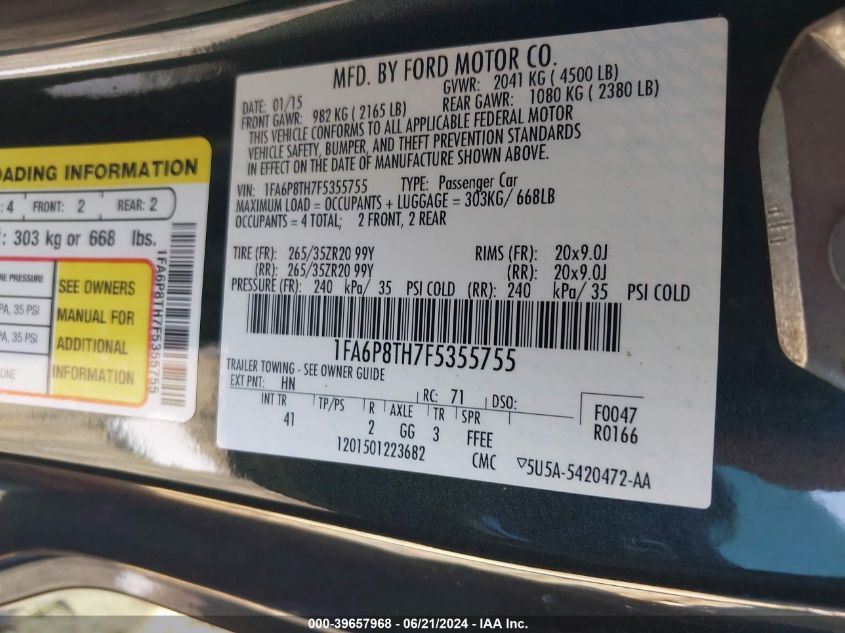 MFD. BY FORD MOTOR CO.
DATE: 01/15 GVWR: 2041 KG ( 4500 LB)
FRONT GAWR: 982 KG ( 2165 LB) REAR GAWR: 1080 KG ( 2380 LB)
THIS VEHICLE CONFORMS TO ALL APPLICABLE FEDERAL MOTOR
VEHICLE SAFETY, BUMPER, AND THEFT PREVENTION STANDARDS
IN EFFECT ON THE DATE OF MANUFACTURE SHOWN ABOVE.
VIN: 1FA6P8TH7F5355755 TYPE: Passenger Car
MAXIMUM LOAD = OCCUPANTS + LUGGAGE = 303KG/ 668LB
OCCUPANTS = 4 TOTAL; 2 FRONT, 2 REAR
TIRE (FR): 265/35ZR20 99Y RIMS (FR): 20x9.0J
(RR): 265/35ZR20 99Y (RR): 20x9.0J
PRESSURE (FR): 240 kPa/ 35 PSI COLD (RR): 240 kPa/ 35 PSI COLD
1FA6P8TH7F5355755
TRAILER TOWING - SEE OWNER GUIDE
EXT PNT: HN RC: 71 DSO:
INT TR TP/PS R AXLE TR SPR F0047
41 2 GG 3 FFEE R0166
1201501223682 CMC ▽5U5A-5420472-AA
OADING INFORMATION
: 4 FRONT: 2 REAR: 2
: 303 kg or 668 lbs.
RE PRESSURE
PA, 35 PSI
PA, 35 PSI
ONE
SEE OWNERS
MANUAL FOR
ADDITIONAL
INFORMATION
1FA6P8TH7F5355755
000-39657968 - 06/21/2024 - IAA Inc.